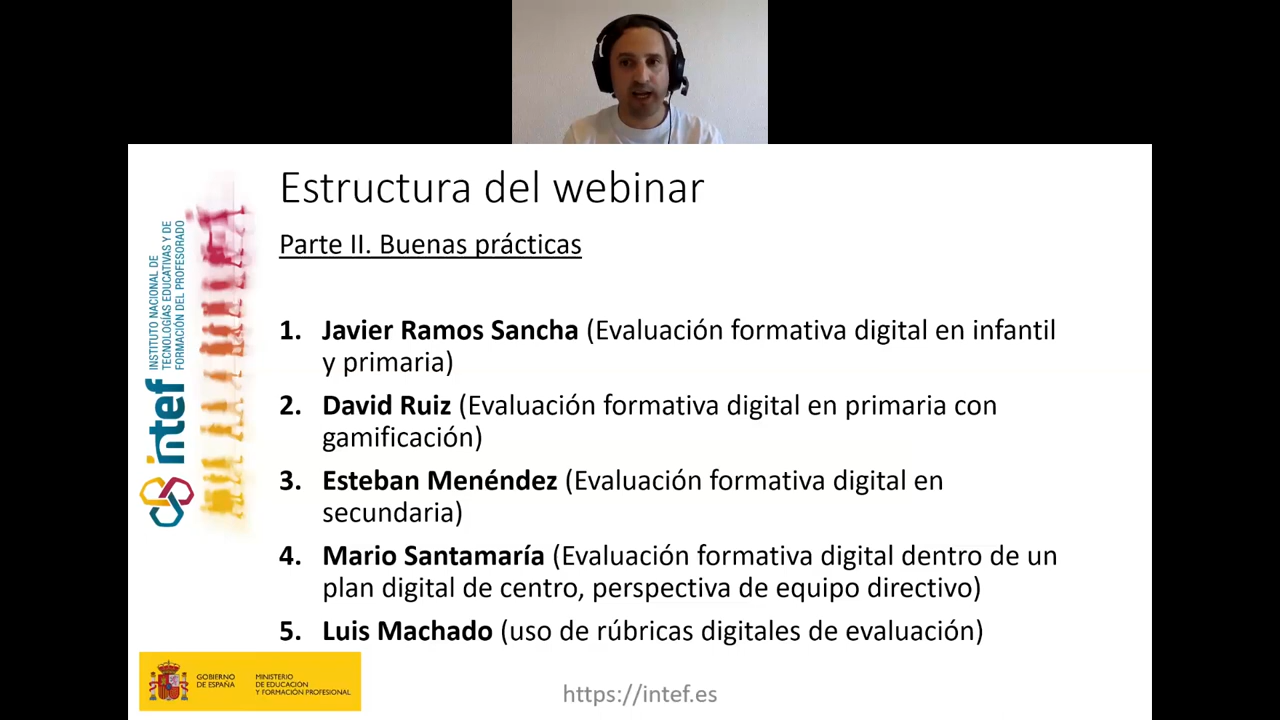 Estructura del webinar
Parte II. Buenas prácticas
1. Javier Ramos Sancha (Evaluación formativa digital en infantil
y primaria)
2. David Ruiz (Evaluación formativa digital en primaria con
gamificación)
3. Esteban Menéndez (Evaluación formativa digital en
secundaria)
4. Mario Santamaría (Evaluación formativa digital dentro de un
plan digital de centro, perspectiva de equipo directivo)
5. Luis Machado (uso de rúbricas digitales de evaluación)
intef
INSTITUTO NACIONAL DE
TECNOLOGÍAS EDUCATIVAS Y DE
FORMACIÓN DEL PROFESORADO
GOBIERNO
DE ESPAÑA
MINISTERIO
DE EDUCACIÓN
Y FORMACIÓN PROFESIONAL
https://intef.es